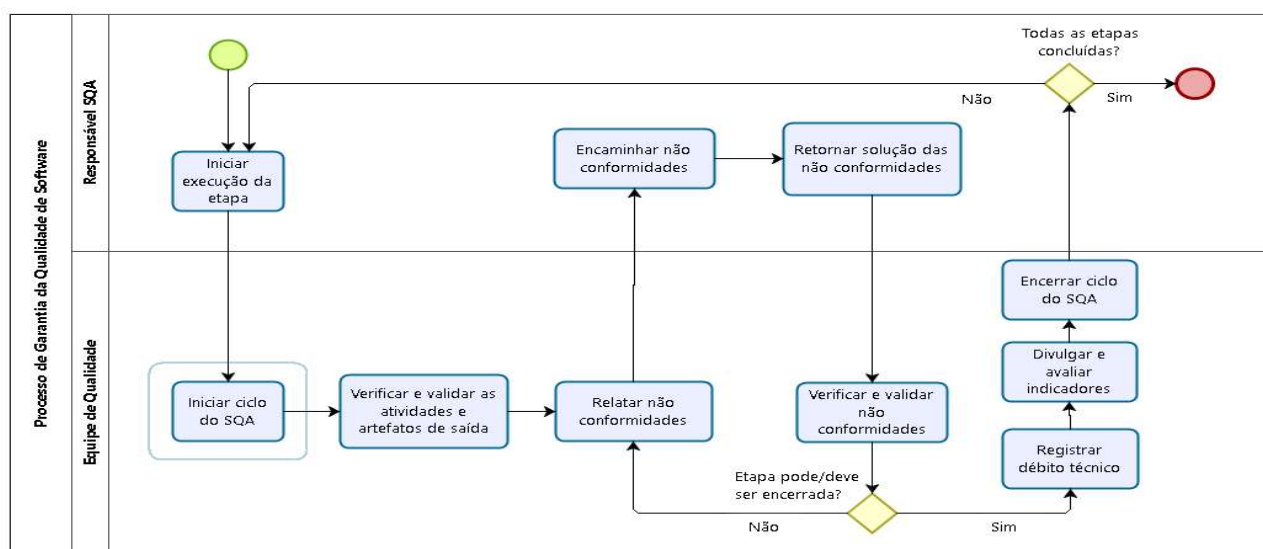 Processo de Garantia da Qualidade de Software
Responsável SQA
Todas as etapas
concluídas?
Não
Sim
Iniciar
execução da
etapa
Encaminhar não
conformidades
Retornar solução das
não conformidades
Equipe de Qualidade
Iniciar ciclo
do SQA
Verificar e validar as
atividades e
artefatos de saída
Relatar não
conformidades
Verificar e validar
não
conformidades
Etapa pode/deve
ser encerrada?
Não
Sim
Registrar
débito técnico
Divulgar e
avaliar
indicadores
Encerrar ciclo
do SQA